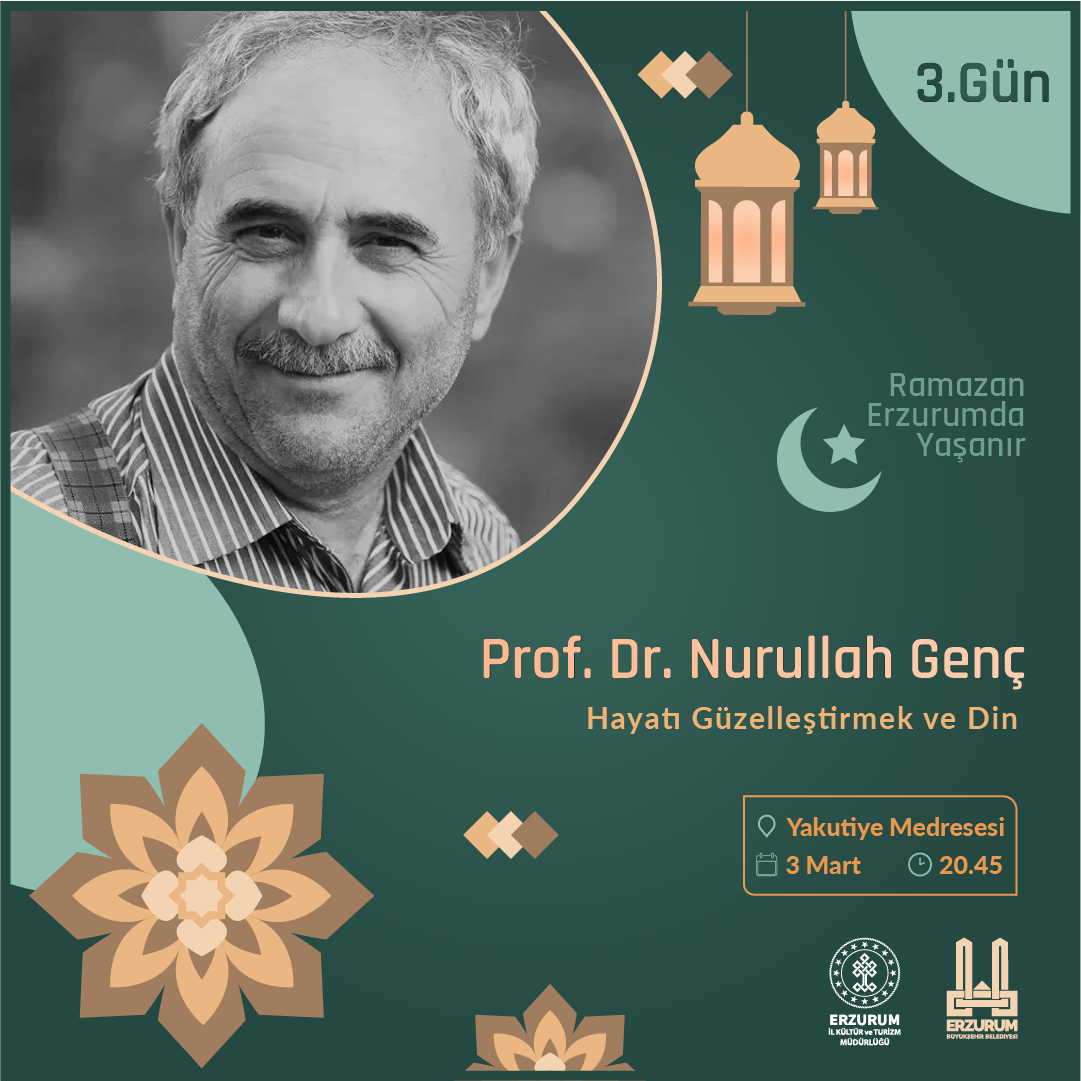 3.Gün
Ramazan
Erzurumda
Yaşanır
Prof. Dr. Nurullah Genç
Hayatı Güzelleştirmek ve Din
Yakutiye Medresesi
3 Mart 20.45
ERZURUM
İL KÜLTÜR ve TURİZM
MÜDÜRLÜĞÜ
ERZURUM
BÜYÜKŞEHİR BELEDİYESİ